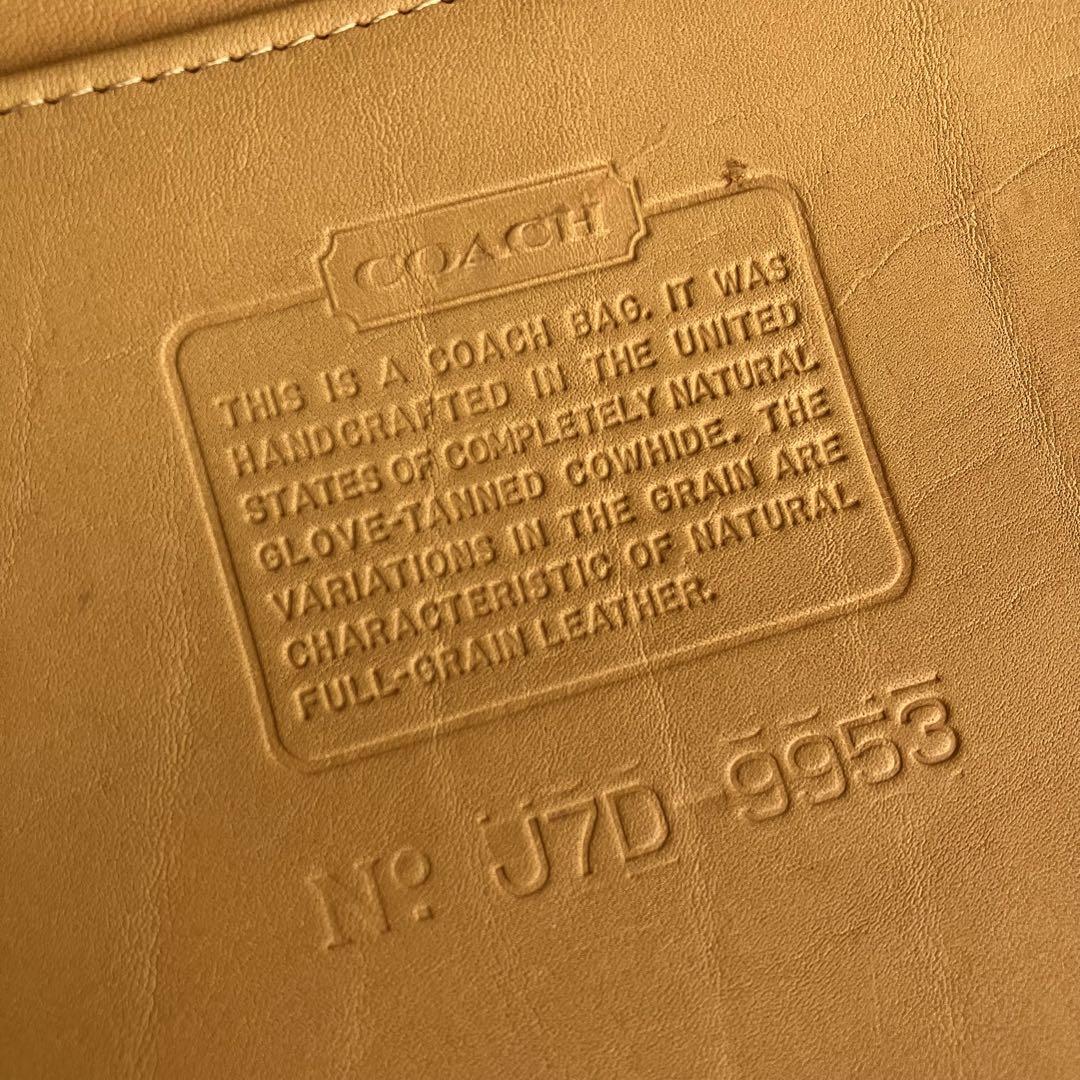 COACH
THIS IS A COACH BAG. IT WAS
HANDCRAFTED IN THE UNITED
STATES OF COMPLETELY NATURAL
GLOVE-TANNED COWHIDE. THE
VARIATIONS IN THE GRAIN ARE
CHARACTERISTIC OF NATURAL
FULL-GRAIN LEATHER.
Nº J7D-9953